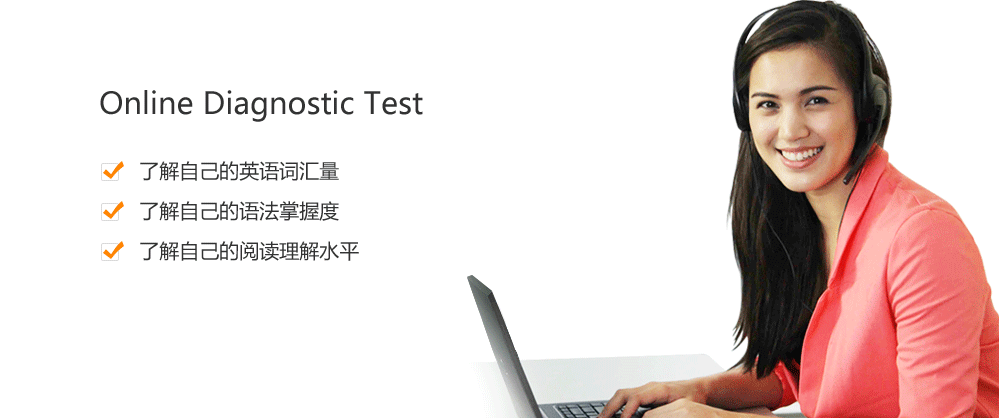 Online Diagnostic Test
了解自己的英语词汇量
了解自己的语法掌握度
了解自己的阅读理解水平